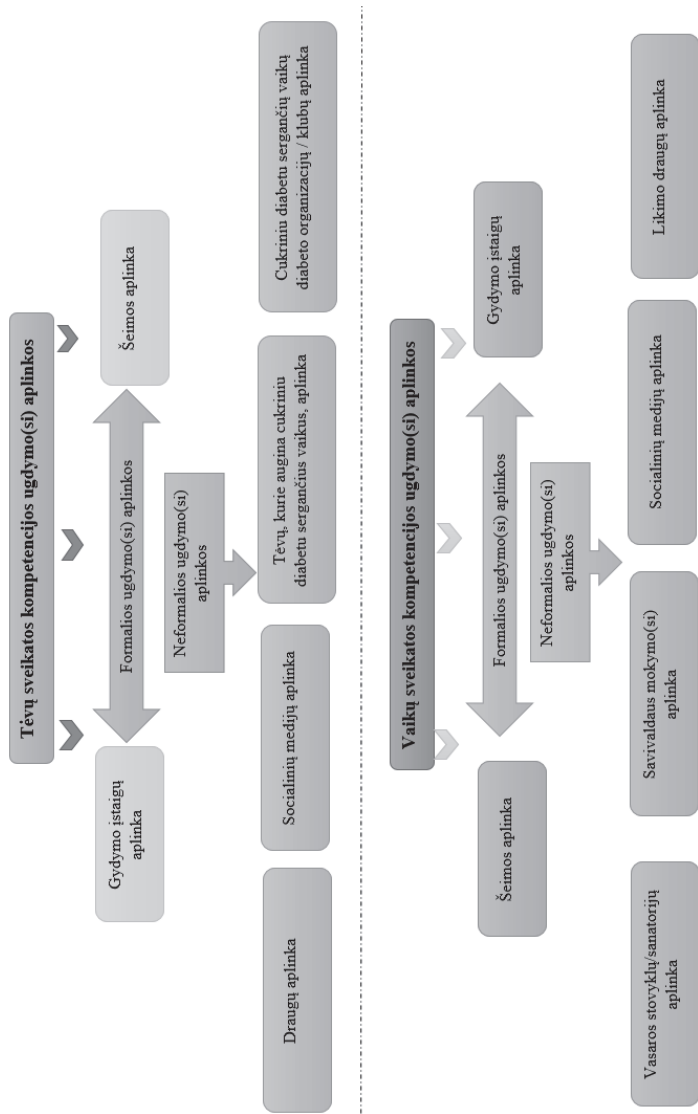 Tėvų sveikatos kompetencijos ugdymo(si) aplinkos
Gydymo įstaigų
aplinka
Formalios ugdymo(si) aplinkos
Šeimos aplinka
Neformalios ugdymo(si)
aplinkos
Draugų aplinka
Socialinių medijų aplinka
Tėvų, kurie augina cukriniu
diabetu sergančius vaikus, aplinka
Cukriniu diabetu sergančių vaikų
diabeto organizacijų / klubų aplinka
Vaikų sveikatos kompetencijos ugdymo(si) aplinkos
Šeimos aplinka
Formalios ugdymo(si) aplinkos
Gydymo įstaigų
aplinka
Neformalios ugdymo(si)
aplinkos
Vasaros stovyklų/sanatorijų
aplinka
Savivaldaus mokymo(si)
aplinka
Socialinių medijų aplinka
Likimo draugų aplinka